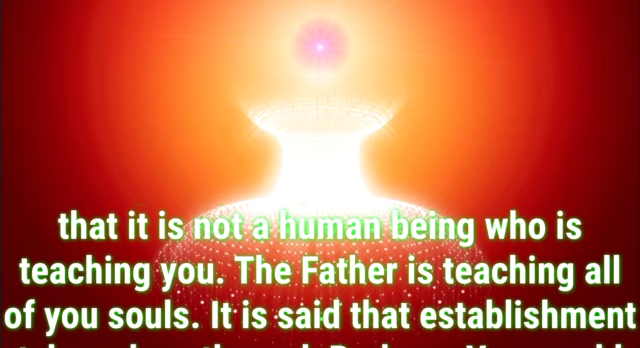 that it is not a human being who is
teaching you. The Father is teaching all
of you souls. It is said that establishment